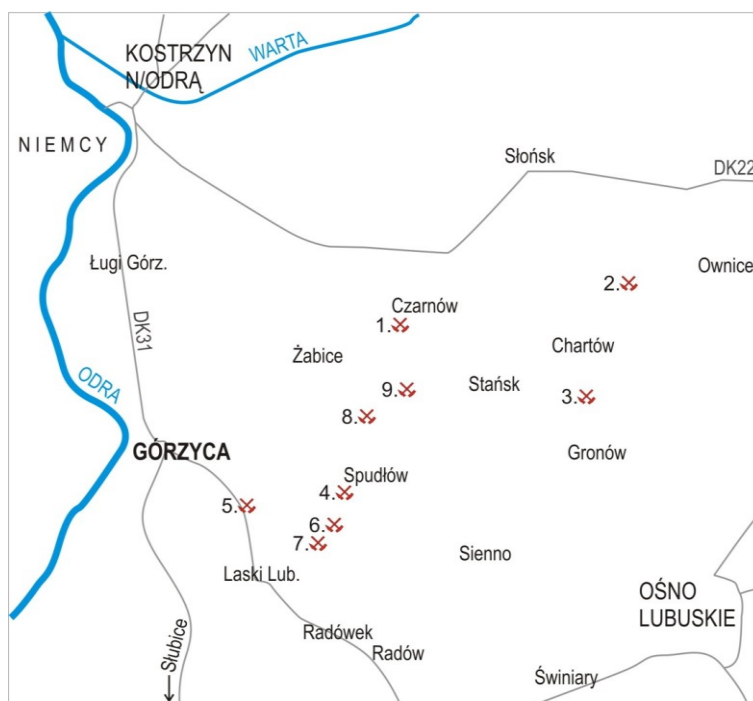 KOSTRZYN
N/ODRĄ
WARTA
NIEMCY
Słońsk
DK22
Ługi Górz.
Ownice
2.
Czarnów
1.
DK31
Żabice
Chartów
ODRA
9.
Stańsk
3.
8.
GÓRZYCA
Gronów
Spudłów
4.
5.
6.
7.
Sienno
Laski Lub.
OŚNO
LUBUSKIE
Radówek
Radów
Słubice
Świniary